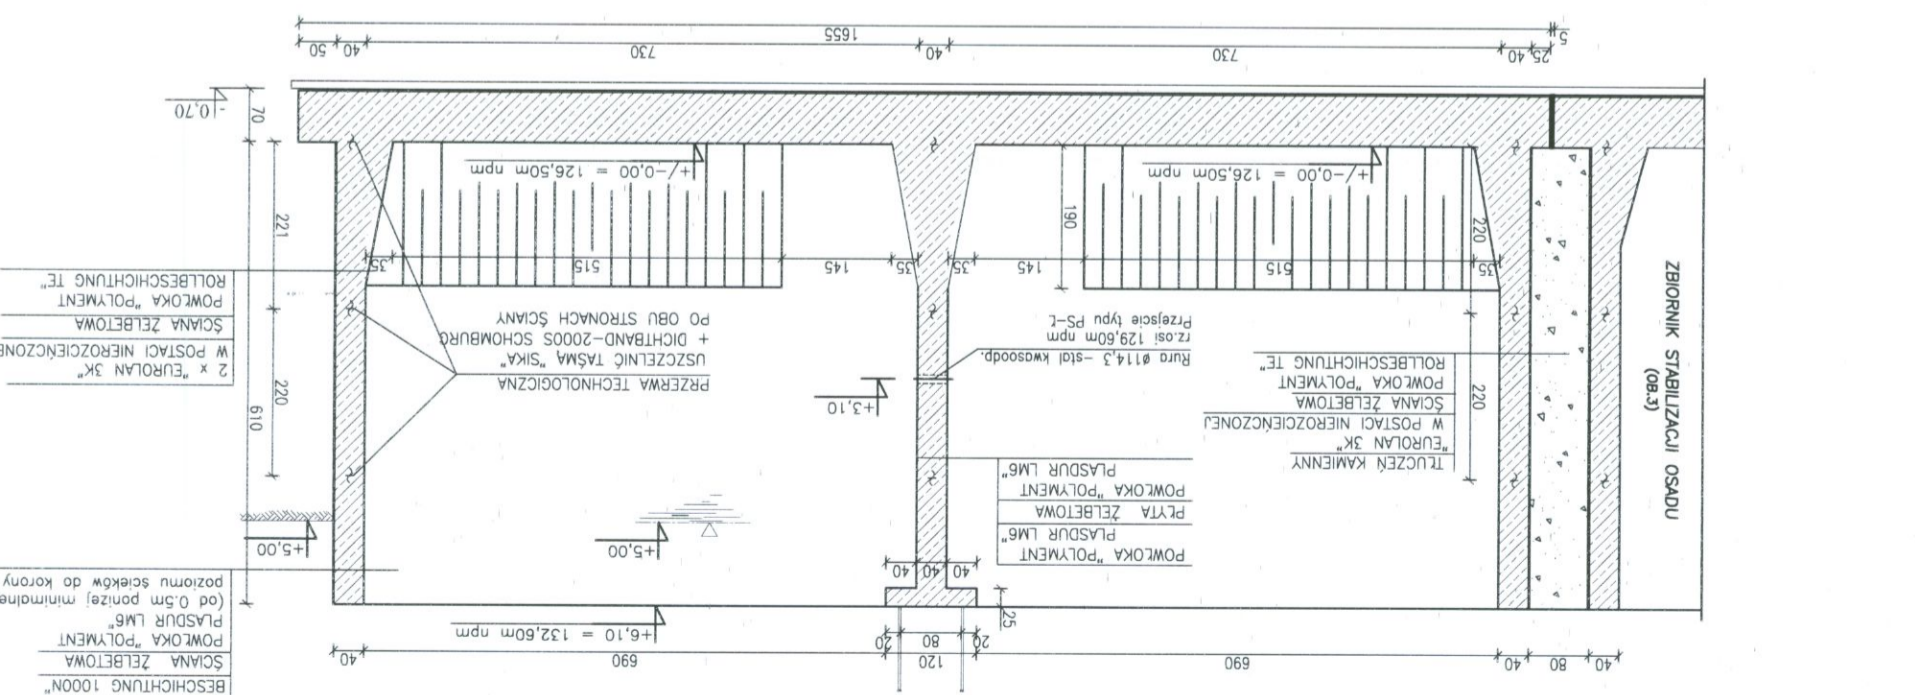 40
80
40
690
120
690
40
20
80
20
25
+6,10 = 132,60m npm
BESCHICHTUNG 1000N"
ŚCIANA ŻELBETOWA
POWŁOKA "POLYMENT
PLASDUR LM6"
(od 0.5m poniżej
poziomu ścieków do korony
40
40
40
POWŁOKA "POLYMENT
PLASDUR LM6"
PŁYTA ŻELBETOWA
POWŁOKA "POLYMENT
PLASDUR LM6"
+5,00
+5,00
ZBIORNIK STABILIZACJI OSADU
(OB.3)
TŁUCZEŃ KAMIENNY
"EUROLAN 3K"
W POSTACI NIEROZCIEŃCZONEJ
ŚCIANA ŻELBETOWA
POWŁOKA "POLYMENT
ROLLBESCHICHTUNG TE"
220
+3,10
Rura ø114,3 -stal kwasoodp.
rz.osi 129,60m npm
Przejscie typu PS-Ł
PRZERWA TECHNOLOGICZNA
USZCZELNIĆ TAŚMĄ "SIKA"
+ DICHTBAND-2000S SCHOMBURG
PO OBU STRONACH ŚCIANY
220
610
2 x "EUROLAN 3K"
W POSTACI
ŚCIANA ŻELBETOWA
POWŁOKA "POLYMENT
ROLLBESCHICHTUNG TE"
35
515
145
35
35
145
515
35
220
190
221
+/-0,00 = 126,50m npm
+/-0,00 = 126,50m npm
70
-0,70
25
40
730
40
730
40
50
5
1655